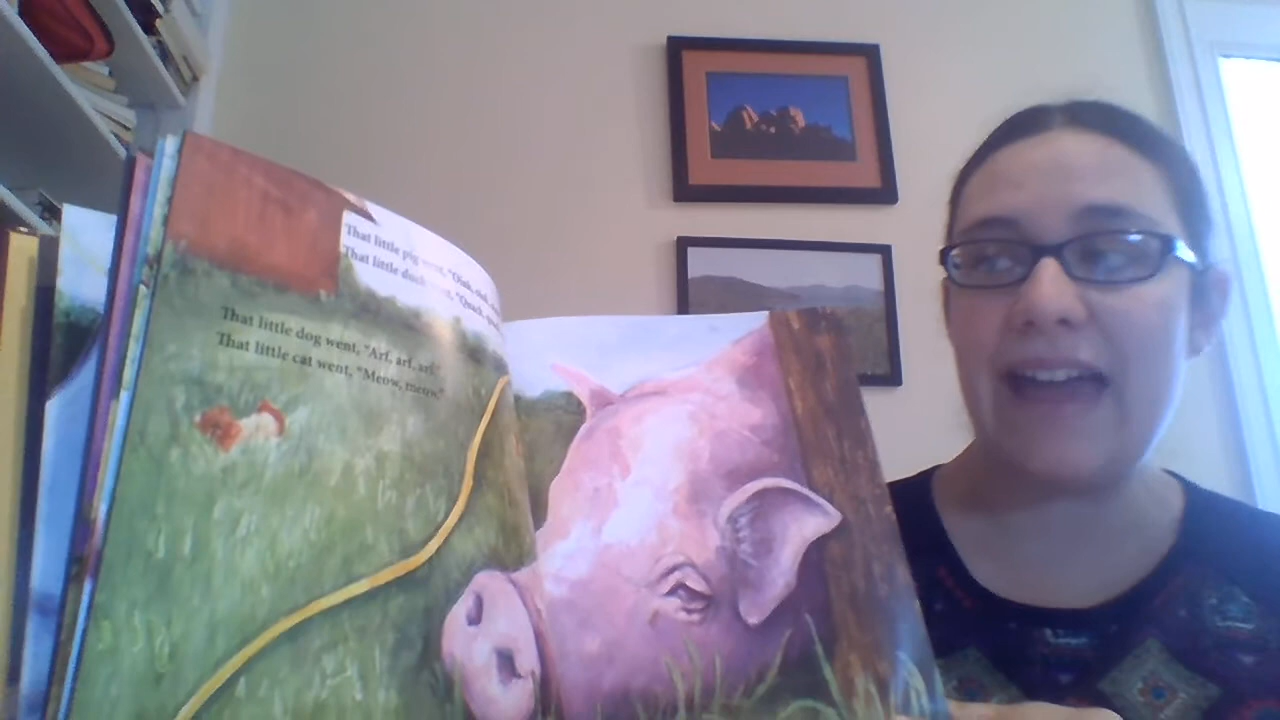 That little pig went, "Oink, oink,
That little duck went, "Quack,
That little dog went, "Arf, arf, arf."
That little cat went, "Meow, meow."